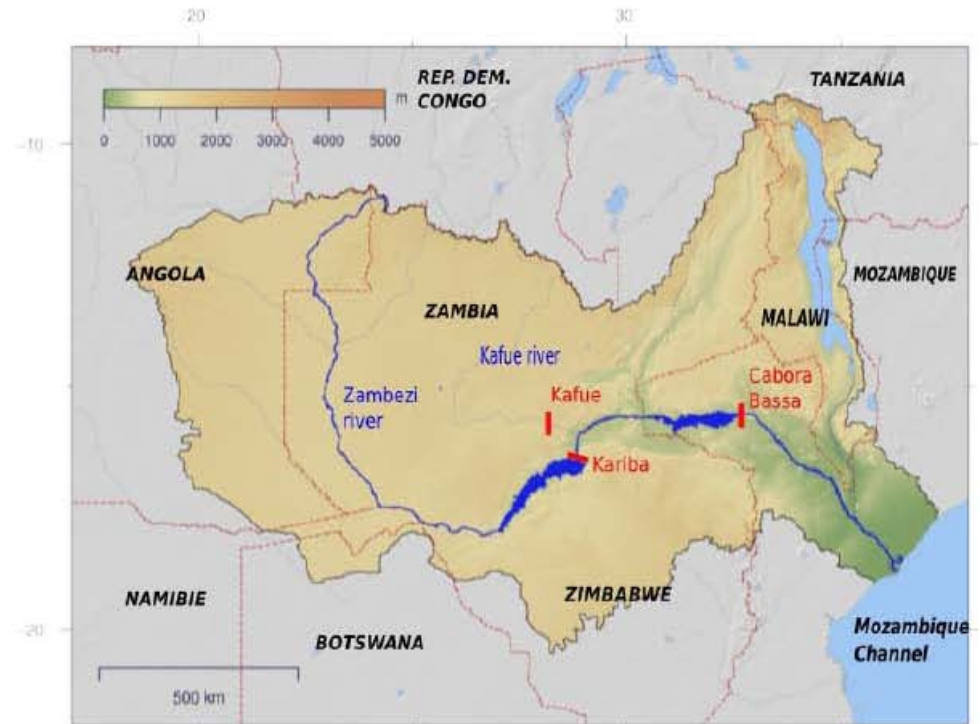 20
30
REP. DEM.
CONGO
TANZANIA
m
0 1000 2000 3000 4000 5000
-10
ANGOLA
MOZAMBIQUE
ZAMBIA
MALAWI
Kafue river
Zambezi
river
Kafue
Cabora
Bassa
Kariba
NAMIBIE
ZIMBABWE
-20
BOTSWANA
Mozambique
Channel
500 km